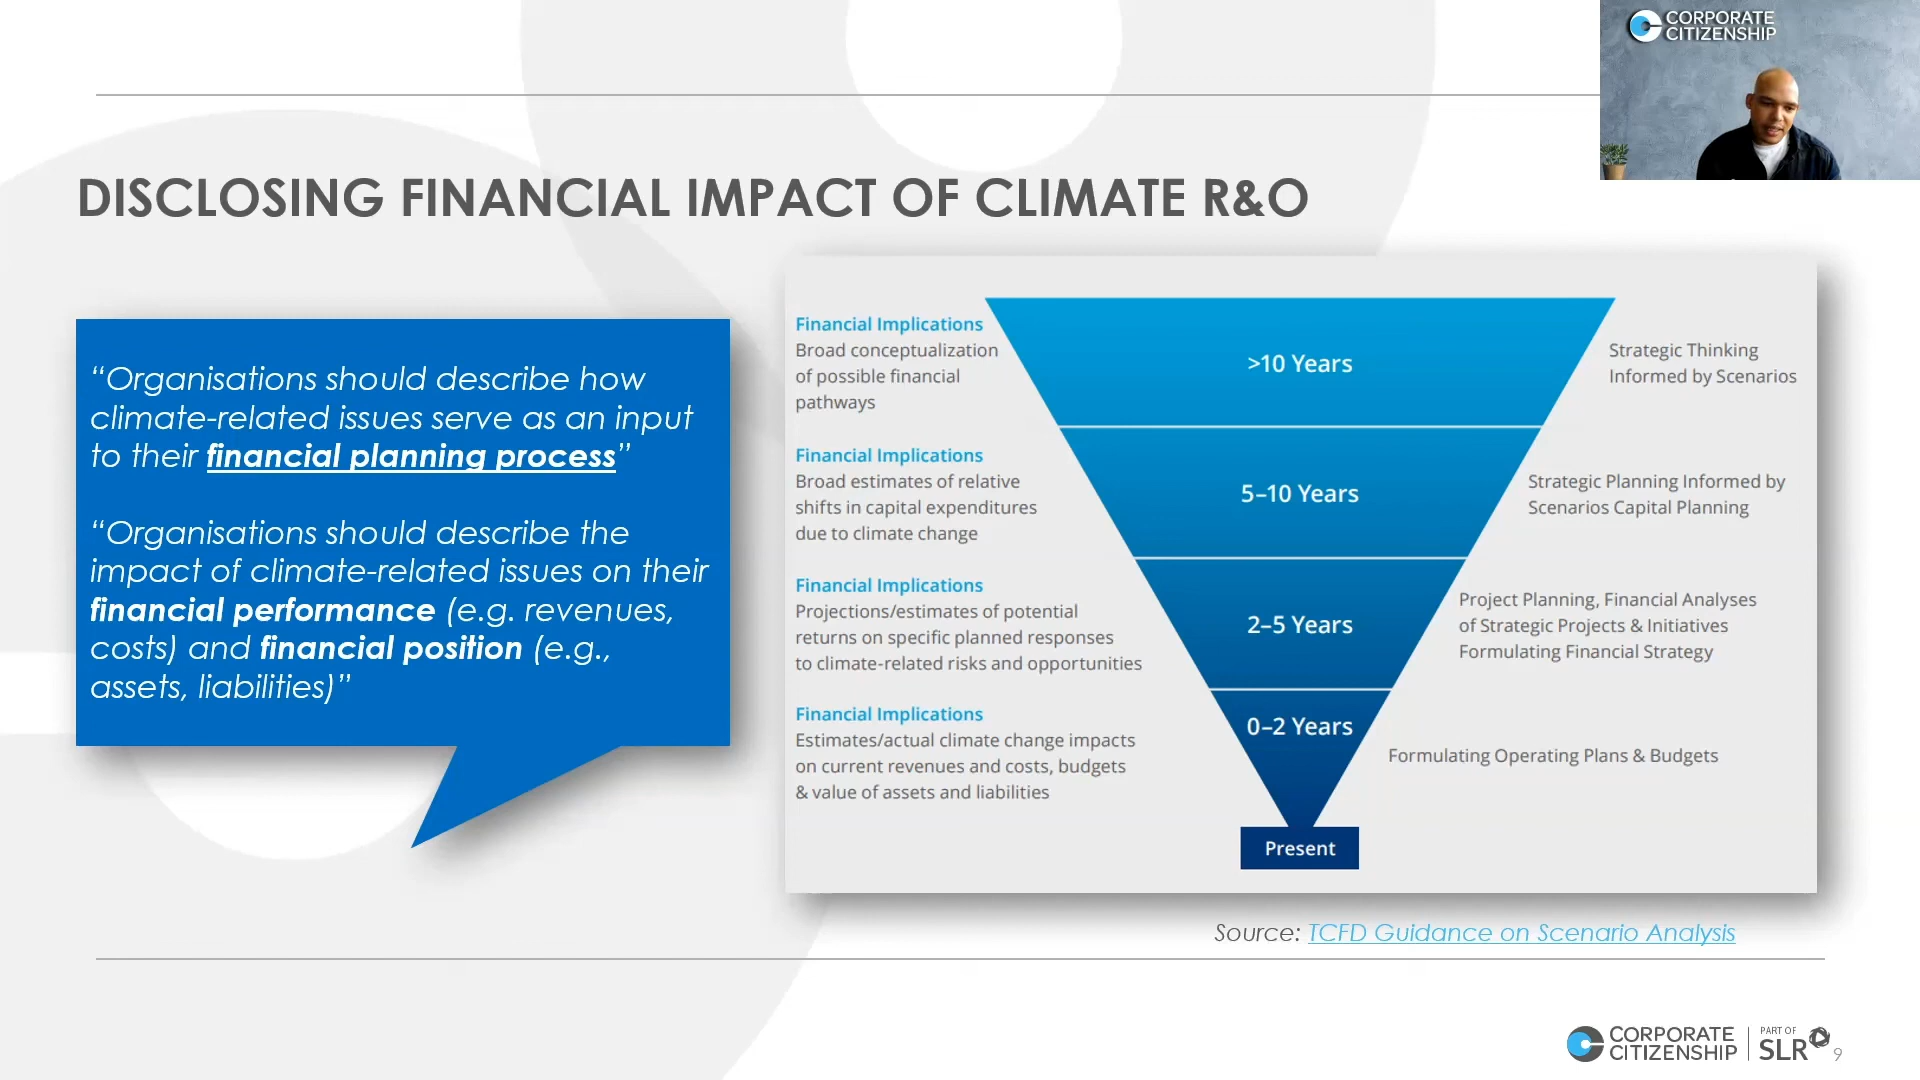 CORPORATE
CITIZENSHIP
DISCLOSING FINANCIAL IMPACT OF CLIMATE R&O
“Organisations should describe how
climate-related issues serve as an input
to their financial planning process”
“Organisations should describe the
impact of climate-related issues on their
financial performance (e.g. revenues,
costs) and financial position (e.g.,
assets, liabilities)”
Financial Implications
Broad conceptualization
of possible financial
pathways
>10 Years
Strategic Thinking
Informed by Scenarios
Financial Implications
Broad estimates of relative
shifts in capital expenditures
due to climate change
5–10 Years
Strategic Planning Informed by
Scenarios Capital Planning
Financial Implications
Projections/estimates of potential
returns on specific planned responses
to climate-related risks and opportunities
2–5 Years
Project Planning, Financial Analyses
of Strategic Projects & Initiatives
Formulating Financial Strategy
Financial Implications
Estimates/actual climate change impacts
on current revenues and costs, budgets
& value of assets and liabilities
0–2 Years
Formulating Operating Plans & Budgets
Present
Source: TCFD Guidance on Scenario Analysis
CORPORATE
CITIZENSHIP
PART OF
SLR
9